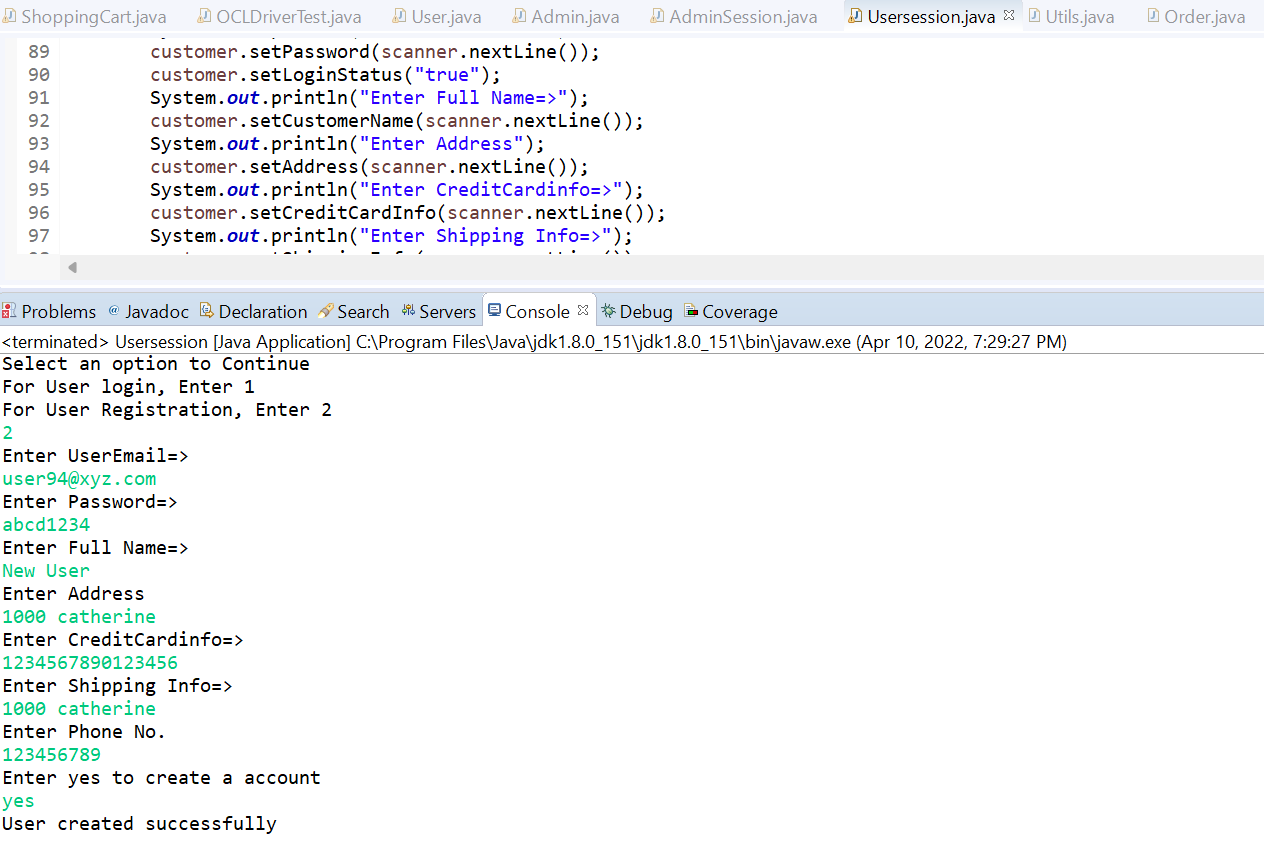 ShoppingCart.java OCLDriverTest.java User.java Admin.java AdminSession.java Usersession.java Utils.java Order.java
89 customer.setPassword(scanner.nextLine());
90 customer.setLoginStatus("true");
91 System.out.println("Enter Full Name=>");
92 customer.setCustomerName(scanner.nextLine());
93 System.out.println("Enter Address");
94 customer.setAddress(scanner.nextLine());
95 System.out.println("Enter CreditCardinfo=>");
96 customer.setCreditCardInfo(scanner.nextLine());
97 System.out.println("Enter Shipping Info=>");
Problems @ Javadoc Declaration Search Servers Console Debug Coverage
<terminated> Usersession [Java Application] C:\Program Files\Java\jdk1.8.0_151\jdk1.8.0_151\bin\javaw.exe (Apr 10, 2022, 7:29:27 PM)
Select an option to Continue
For User login, Enter 1
For User Registration, Enter 2
2
Enter UserEmail=>
user94@xyz.com
Enter Password=>
abcd1234
Enter Full Name=>
New User
Enter Address
1000 catherine
Enter CreditCardinfo=>
1234567890123456
Enter Shipping Info=>
1000 catherine
Enter Phone No.
123456789
Enter yes to create a account
yes
User created successfully